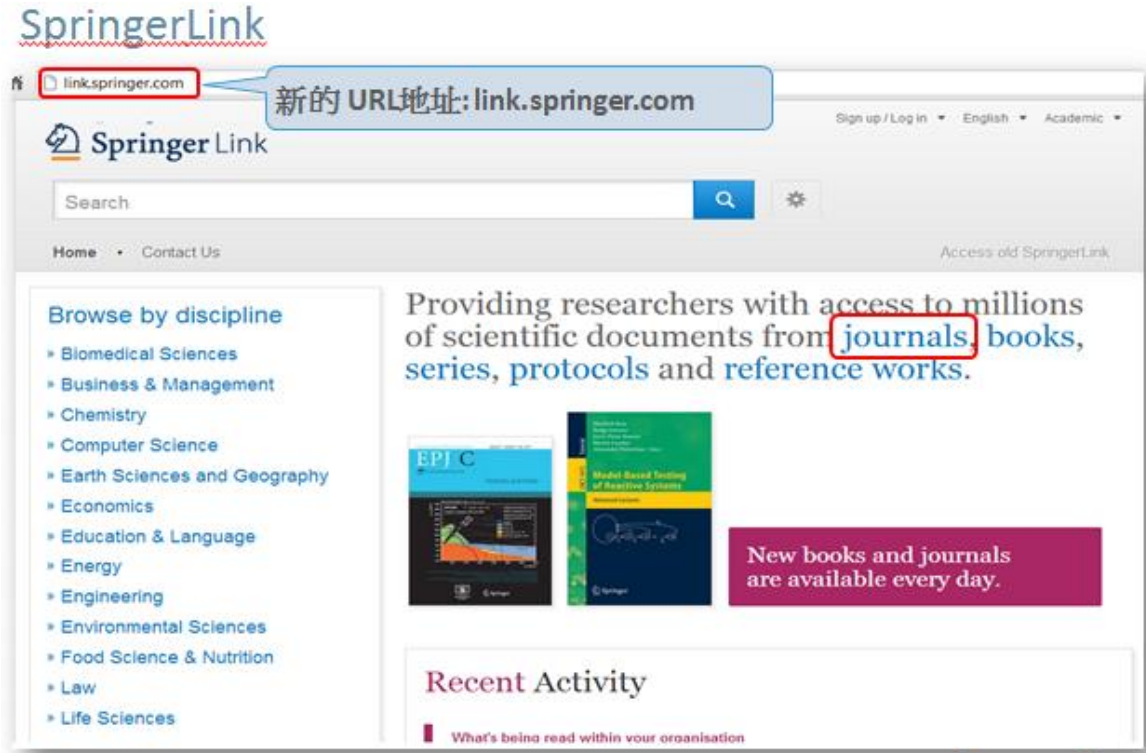 SpringerLink
link.springer.com
新的 URL地址: link.springer.com
Sign up / Log in English Academic
Springer Link
Search
Home • Contact Us
Access old SpringerLink
Browse by discipline
» Biomedical Sciences
» Business & Management
» Chemistry
» Computer Science
» Earth Sciences and Geography
» Economics
» Education & Language
» Energy
» Engineering
» Environmental Sciences
» Food Science & Nutrition
» Law
» Life Sciences
Providing researchers with access to millions
of scientific documents from journals, books,
series, protocols and reference works.
EPJ C
Model-Based Testing
of Reactive Systems
Springer
Springer
New books and journals
are available every day.
Recent Activity
What's being read within your organisation